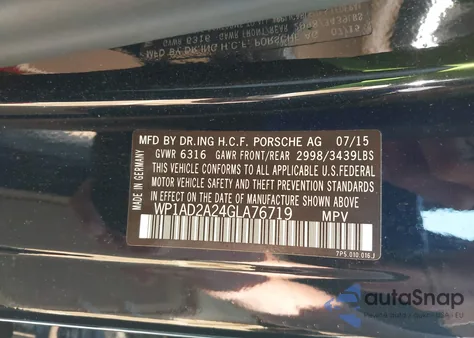 MFD BY DR.ING H.C.F. PORSCHE AG 07/15
GVWR 6316 GAWR FRONT/REAR 2998/3439LBS
THIS VEHICLE CONFORMS TO ALL APPLICABLE U.S.FEDERAL
MOTOR VEHICLE SAFETY AND THEFT PREVENTION STANDARDS
IN EFFECT ON THE DATE OF MANUFACTURE SHOWN ABOVE
WP1AD2A24GLA76719 MPV
MADE IN GERMANY
7P5.010.016.J
autoSnap